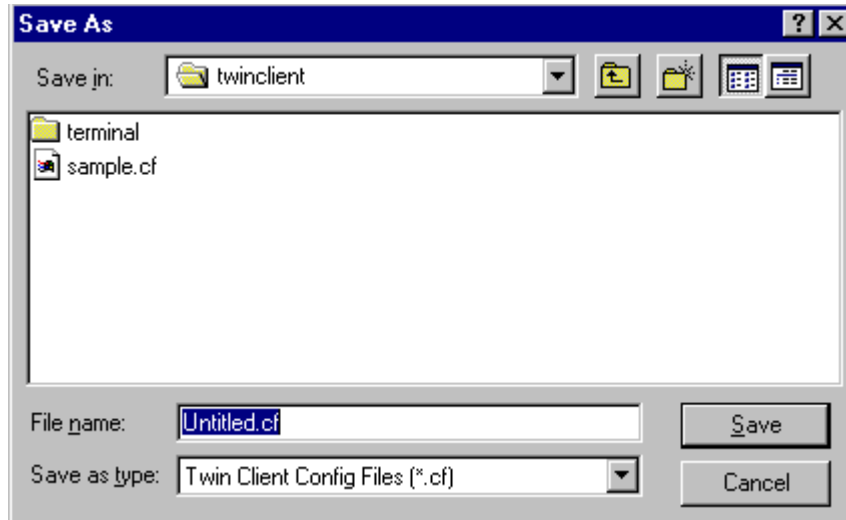 Save As
Save in: twinclient
terminal
sample.cf
File name: Untitled.cf Save
Save as type: Twin Client Config Files (*.cf) Cancel